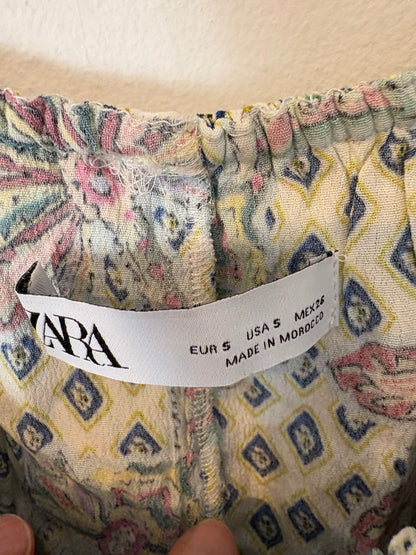 ZARA
EUR S USA S MEX 26
MADE IN MOROCCO